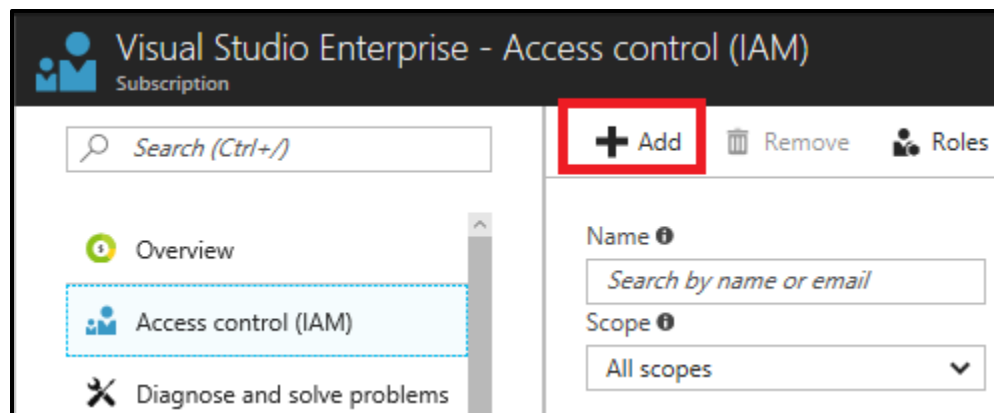 Visual Studio Enterprise - Access control (IAM)
Subscription
Search (Ctrl+/)
Add
Remove
Roles
Overview
Access control (IAM)
Diagnose and solve problems
Name
Search by name or email
Scope
All scopes